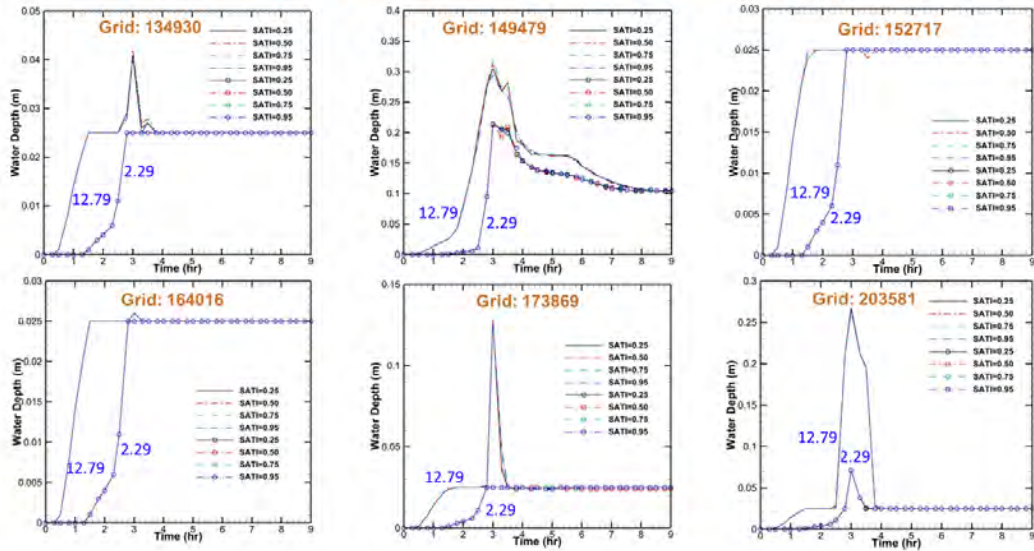 Grid: 134930
Water Depth (m)
0.05
0.04
0.03
0.02
0.01
0
SATI=0.25
SATI=0.50
SATI=0.75
SATI=0.95
SATI=0.25
SATI=0.50
SATI=0.75
SATI=0.95
12.79
2.29
0 1 2 3 4 5 6 7 8 9
Time (hr)
Grid: 149479
Water Depth (m)
0.4
0.35
0.3
0.25
0.2
0.15
0.1
0.05
0
SATI=0.25
SATI=0.50
SATI=0.75
SATI=0.95
SATI=0.25
SATI=0.50
SATI=0.75
SATI=0.95
12.79
2.29
0 1 2 3 4 5 6 7 8 9
Time (hr)
Grid: 152717
Water Depth (m)
0.03
0.025
0.02
0.015
0.01
0.005
0
SATI=0.25
SATI=0.50
SATI=0.75
SATI=0.95
SATI=0.25
SATI=0.50
SATI=0.75
SATI=0.95
12.79
2.29
0 1 2 3 4 5 6 7 8 9
Time (hr)
Grid: 164016
Water Depth (m)
0.03
0.025
0.02
0.015
0.01
0.005
0
SATI=0.25
SATI=0.50
SATI=0.75
SATI=0.95
SATI=0.25
SATI=0.50
SATI=0.75
SATI=0.95
12.79
2.29
0 1 2 3 4 5 6 7 8 9
Time (hr)
Grid: 173869
Water Depth (m)
0.15
0.1
0.05
0
SATI=0.25
SATI=0.50
SATI=0.75
SATI=0.95
SATI=0.25
SATI=0.50
SATI=0.75
SATI=0.95
12.79
2.29
0 1 2 3 4 5 6 7 8 9
Time (hr)
Grid: 203581
Water Depth (m)
0.3
0.25
0.2
0.15
0.1
0.05
0
SATI=0.25
SATI=0.50
SATI=0.75
SATI=0.95
SATI=0.25
SATI=0.50
SATI=0.75
SATI=0.95
12.79
2.29
0 1 2 3 4 5 6 7 8 9
Time (hr)